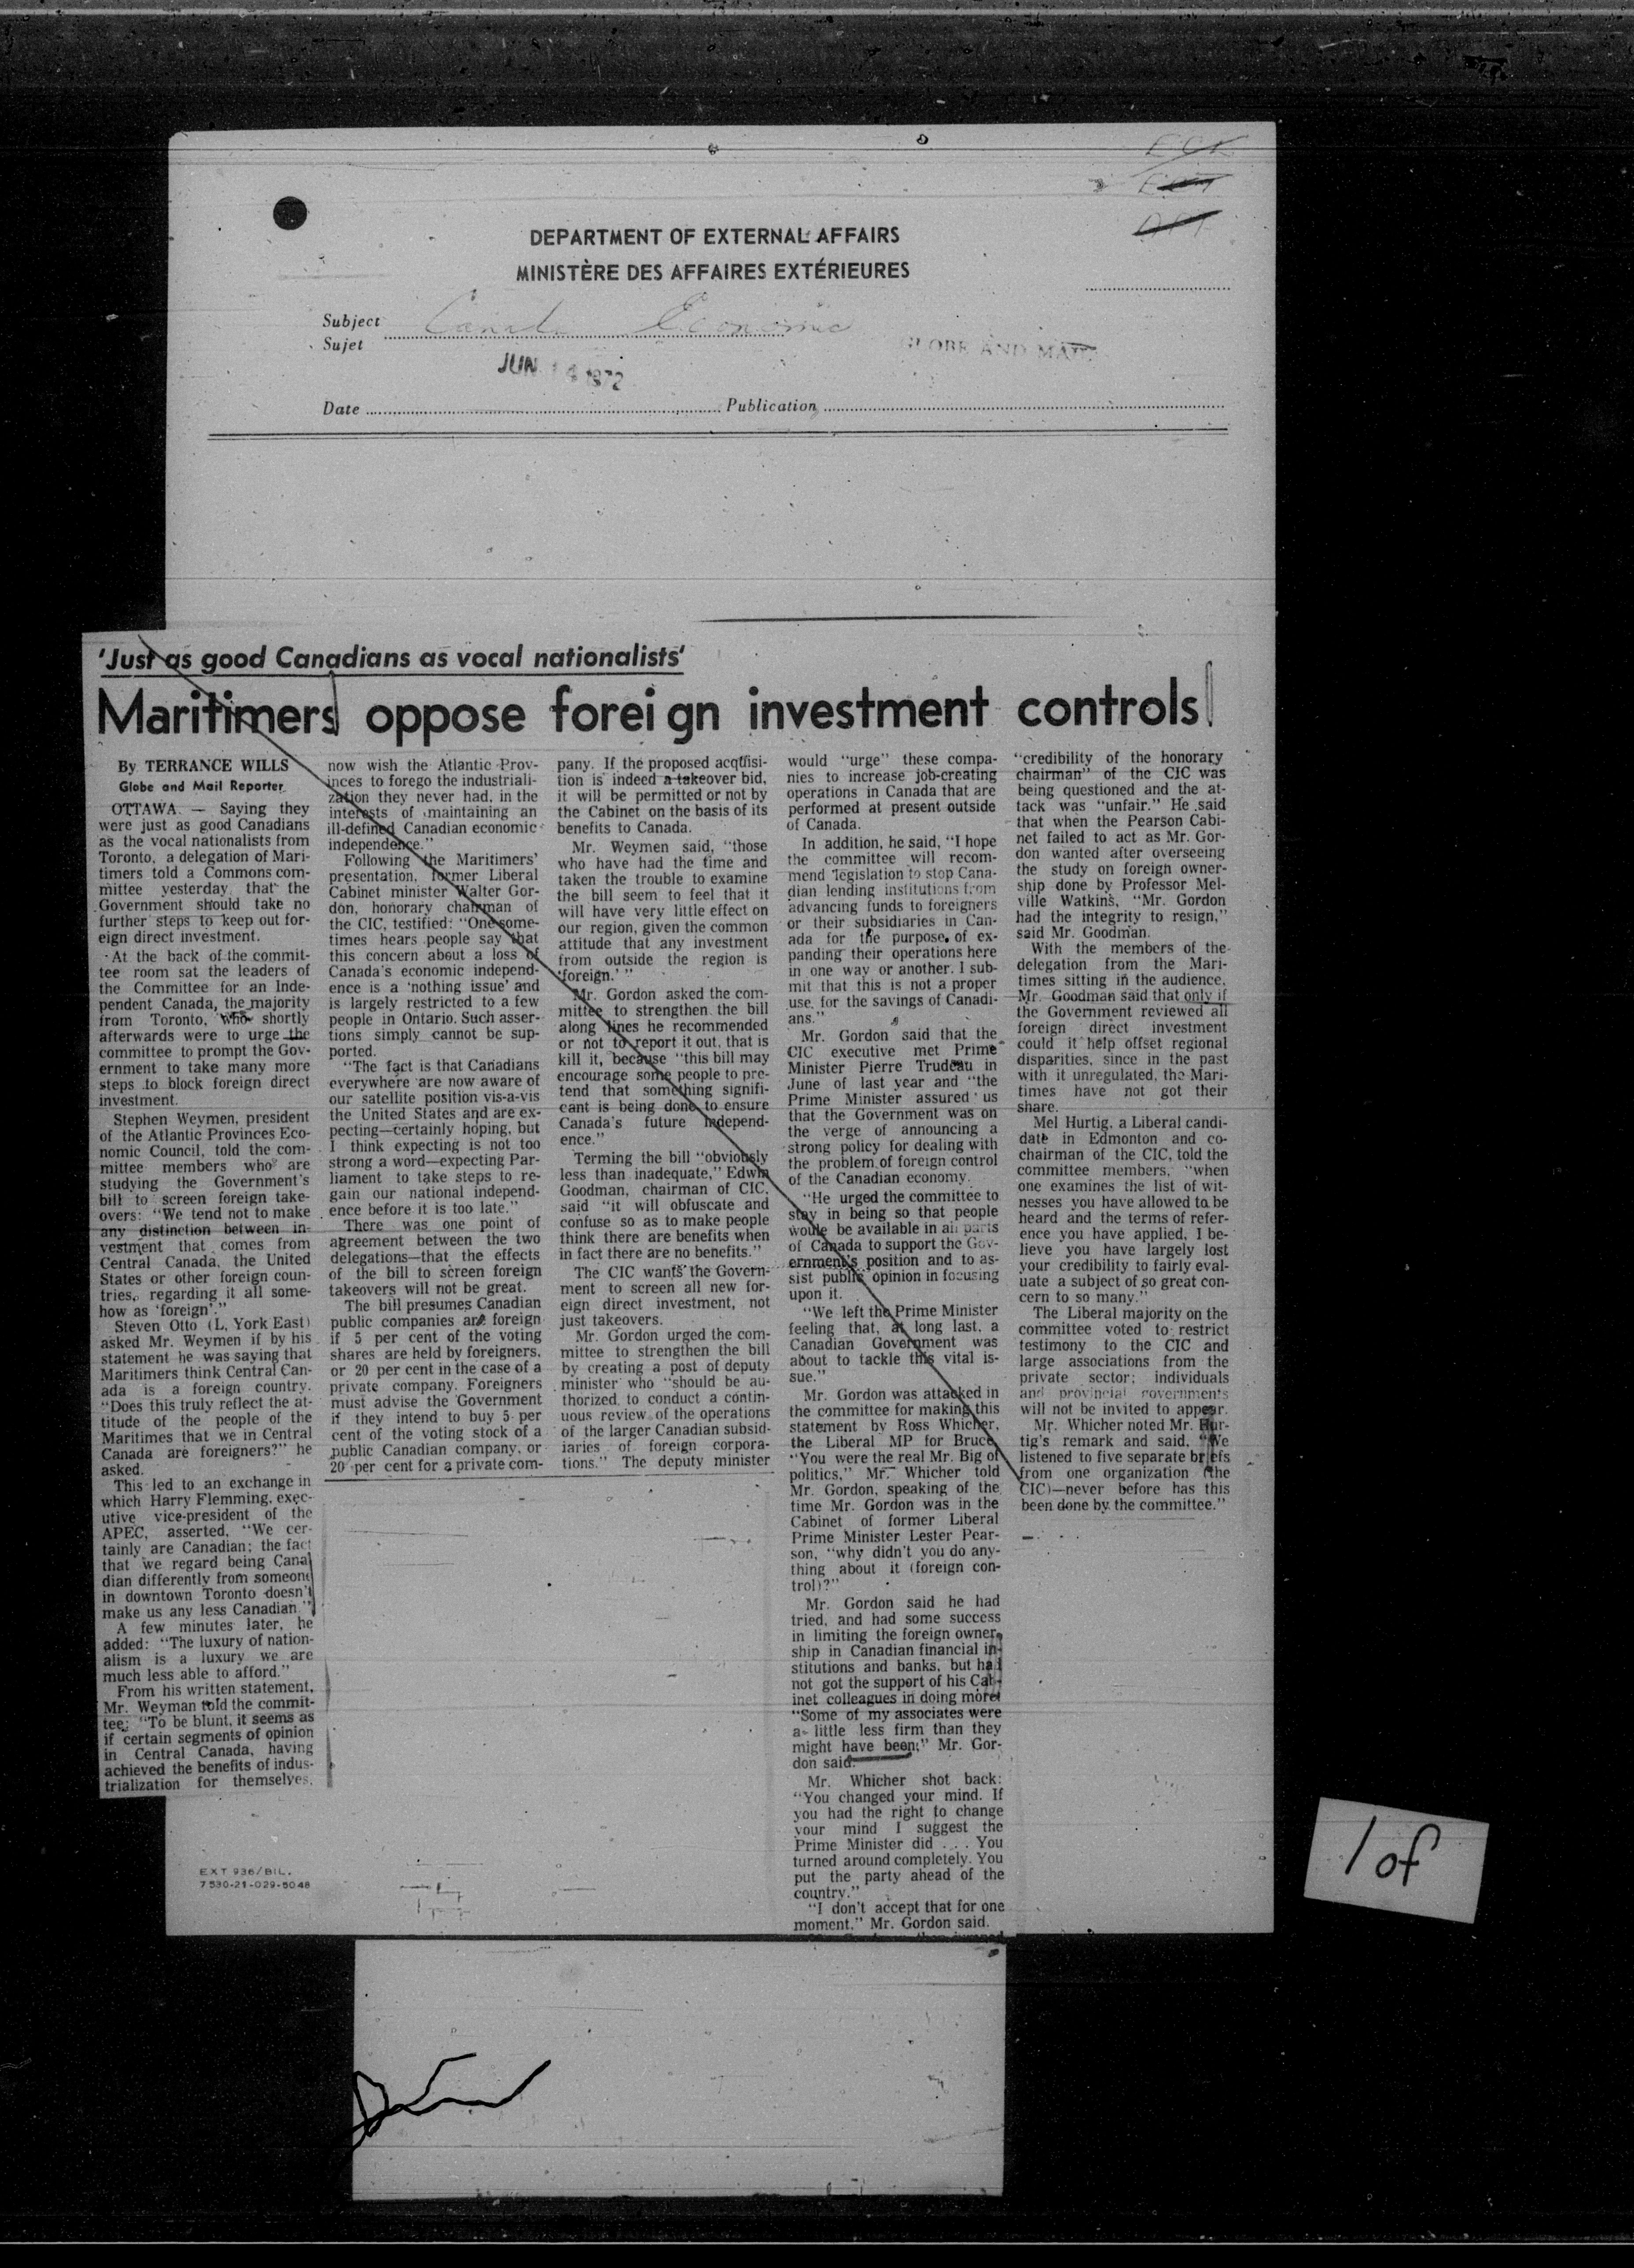 DEPARTMENT OF EXTERNAL AFFAIRS
MINISTÈRE DES AFFAIRES EXTÉRIEURES
Subject
Sujet
Canada Economic
GLOBE AND MAIL
JUN 14 1972
Date
Publication
'Just as good Canadians as vocal nationalists'
Maritimers oppose foreign investment controls
By TERRANCE WILLS
Globe and Mail Reporter
OTTAWA — Saying they
were just as good Canadians
as the vocal nationalists from
Toronto, a delegation of Mari-
timers told a Commons com-
mittee yesterday that the
Government should take no
further steps to keep out for-
eign direct investment.
At the back of the commit-
tee room sat the leaders of
the Committee for an Inde-
pendent Canada, the majority
from Toronto, who shortly
afterwards were to urge the
committee to prompt the Gov-
ernment to take many more
steps to block foreign direct
investment.
Stephen Weymen, president
of the Atlantic Provinces Eco-
nomic Council, told the com-
mittee members who are
studying the Government's
bill to screen foreign take-
overs: "We tend not to make
any distinction between in-
vestment that comes from
Central Canada, the United
States or other foreign coun-
tries, regarding it all some-
how as 'foreign'."
Steven Otto (L, York East)
asked Mr. Weymen if by his
statement he was saying that
Maritimers think Central Can-
ada is a foreign country.
"Does this truly reflect the at-
titude of the people of the
Maritimes that we in Central
Canada are foreigners?" he
asked.
This led to an exchange in
which Harry Flemming, exec-
utive vice-president of the
APEC, asserted, "We cer-
tainly are Canadian; the fact
that we regard being Cana-
dian differently from someone
in downtown Toronto doesn't
make us any less Canadian."
A few minutes later, he
added: "The luxury of nation-
alism is a luxury we are
much less able to afford."
From his written statement,
Mr. Weyman told the commit-
tee: "To be blunt, it seems as
if certain segments of opinion
in Central Canada, having
achieved the benefits of indus-
trialization for themselves,
now wish the Atlantic Prov-
inces to forego the industriali-
zation they never had, in the
interests of maintaining an
ill-defined Canadian economic
independence."
Following the Maritimers'
presentation, former Liberal
Cabinet minister Walter Gor-
don, honorary chairman of
the CIC, testified: "One some-
times hears people say that
this concern about a loss of
Canada's economic independ-
ence is a 'nothing issue' and
is largely restricted to a few
people in Ontario. Such asser-
tions simply cannot be sup-
ported.
"The fact is that Canadians
everywhere are now aware of
our satellite position vis-a-vis
the United States and are ex-
pecting—certainly hoping, but
I think expecting is not too
strong a word—expecting Par-
liament to take steps to re-
gain our national independ-
ence before it is too late."
There was one point of
agreement between the two
delegations—that the effects
of the bill to screen foreign
takeovers will not be great.
The bill presumes Canadian
public companies are foreign
if 5 per cent of the voting
shares are held by foreigners,
or 20 per cent in the case of a
private company. Foreigners
must advise the Government
if they intend to buy 5 per
cent of the voting stock of a
public Canadian company, or
20 per cent for a private com-
pany. If the proposed acquisi-
tion is indeed a takeover bid,
it will be permitted or not by
the Cabinet on the basis of its
benefits to Canada.
Mr. Weymen said, "those
who have had the time and
taken the trouble to examine
the bill seem to feel that it
will have very little effect on
our region, given the common
attitude that any investment
from outside the region is
'foreign.' "
Mr. Gordon asked the com-
mittee to strengthen the bill
along lines he recommended
or not to report it out, that is
kill it, because "this bill may
encourage some people to pre-
tend that something signifi-
cant is being done to ensure
Canada's future independ-
ence."
Terming the bill "obviously
less than inadequate," Edwin
Goodman, chairman of CIC,
said "it will obfuscate and
confuse so as to make people
think there are benefits when
in fact there are no benefits."
The CIC wants the Govern-
ment to screen all new for-
eign direct investment, not
just takeovers.
Mr. Gordon urged the com-
mittee to strengthen the bill
by creating a post of deputy
minister who "should be au-
thorized to conduct a contin-
uous review of the operations
of the larger Canadian subsid-
iaries of foreign corpora-
tions." The deputy minister
would "urge" these compa-
nies to increase job-creating
operations in Canada that are
performed at present outside
of Canada.
In addition, he said, "I hope
the committee will recom-
mend legislation to stop Cana-
dian lending institutions from
advancing funds to foreigners
or their subsidiaries in Can-
ada for the purpose of ex-
panding their operations here
in one way or another. I sub-
mit that this is not a proper
use for the savings of Canadi-
ans."
Mr. Gordon said that the
CIC executive met Prime
Minister Pierre Trudeau in
June of last year and "the
Prime Minister assured us
that the Government was on
the verge of announcing a
strong policy for dealing with
the problem of foreign control
of the Canadian economy.
"He urged the committee to
stay in being so that people
would be available in all parts
of Canada to support the Gov-
ernment's position and to as-
sist public opinion in focusing
upon it.
"We left the Prime Minister
feeling that, at long last, a
Canadian Government was
about to tackle this vital is-
sue."
Mr. Gordon was attacked in
the committee for making this
statement by Ross Whicher,
the Liberal MP for Bruce.
"You were the real Mr. Big of
politics," Mr. Whicher told
Mr. Gordon, speaking of the
time Mr. Gordon was in the
Cabinet of former Liberal
Prime Minister Lester Pear-
son, "why didn't you do any-
thing about it (foreign con-
trol)?"
Mr. Gordon said he had
tried, and had some success
in limiting the foreign owner-
ship in Canadian financial in-
stitutions and banks, but had
not got the support of his Cab-
inet colleagues in doing more.
"Some of my associates were
a little less firm than they
might have been," Mr. Gor-
don said.
Mr. Whicher shot back:
"You changed your mind. If
you had the right to change
your mind I suggest the
Prime Minister did . . . You
turned around completely. You
put the party ahead of the
country."
"I don't accept that for one
moment," Mr. Gordon said.
"credibility of the honorary
chairman" of the CIC was
being questioned and the at-
tack was "unfair." He said
that when the Pearson Cabi-
net failed to act as Mr. Gor-
don wanted after overseeing
the study on foreign owner-
ship done by Professor Mel-
ville Watkins, "Mr. Gordon
had the integrity to resign,"
said Mr. Goodman.
With the members of the
delegation from the Mari-
times sitting in the audience,
Mr. Goodman said that only if
the Government reviewed all
foreign direct investment
could it help offset regional
disparities, since in the past
with it unregulated, the Mari-
times have not got their
share.
Mel Hurtig, a Liberal candi-
date in Edmonton and co-
chairman of the CIC, told the
committee members, "when
one examines the list of wit-
nesses you have allowed to be
heard and the terms of refer-
ence you have applied, I be-
lieve you have largely lost
your credibility to fairly eval-
uate a subject of so great con-
cern to so many."
The Liberal majority on the
committee voted to restrict
testimony to the CIC and
large associations from the
private sector; individuals
and provincial governments
will not be invited to appear.
Mr. Whicher noted Mr. Hur-
tig's remark and said, "We
listened to five separate briefs
from one organization (the
CIC)—never before has this
been done by the committee."
EXT 936/BIL.
7530-21-029-5048
1 of